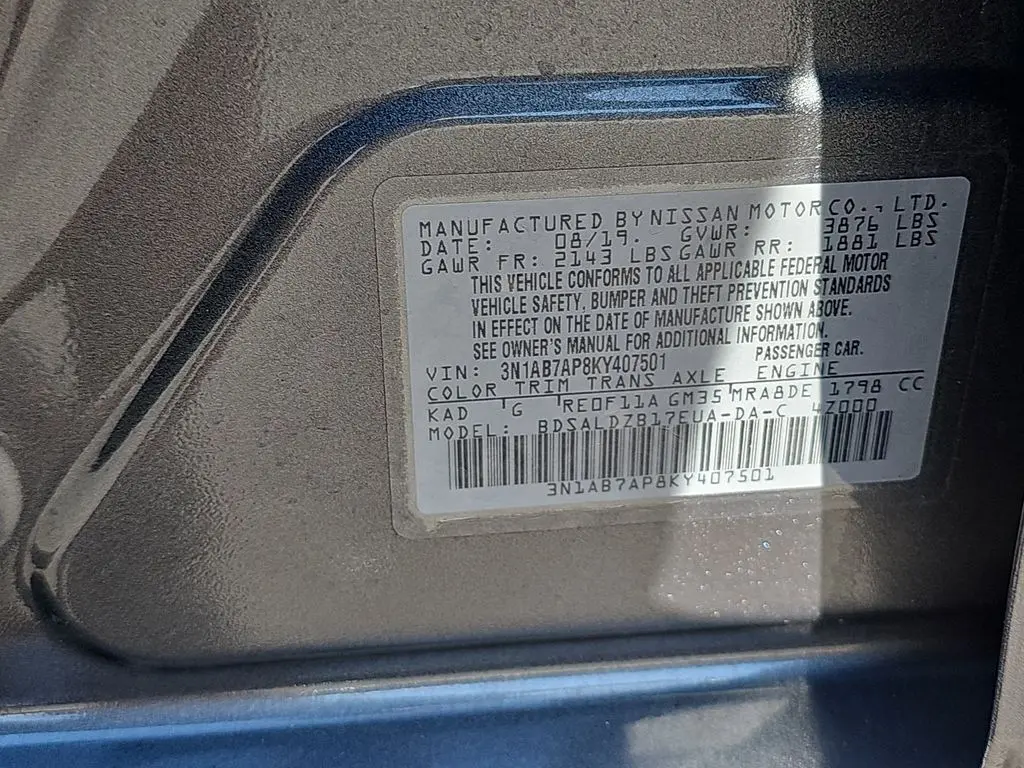 MANUFACTURED BY NISSAN MOTOR CO., LTD.
DATE: 08/19. GVWR: 3876 LBS
GAWR FR: 2143 LBS GAWR RR: 1881 LBS
THIS VEHICLE CONFORMS TO ALL APPLICABLE FEDERAL MOTOR
VEHICLE SAFETY, BUMPER AND THEFT PREVENTION STANDARDS
IN EFFECT ON THE DATE OF MANUFACTURE SHOWN ABOVE.
SEE OWNER'S MANUAL FOR ADDITIONAL INFORMATION.
VIN: 3N1AB7AP8KY407501 PASSENGER CAR.
COLOR TRIM TRANS AXLE ENGINE
KAD G RE0F11A GM35 MRA8DE 1798 CC
MODEL: BDSALDZB17EUA-DA-C 47000
3N1AB7AP8KY407501